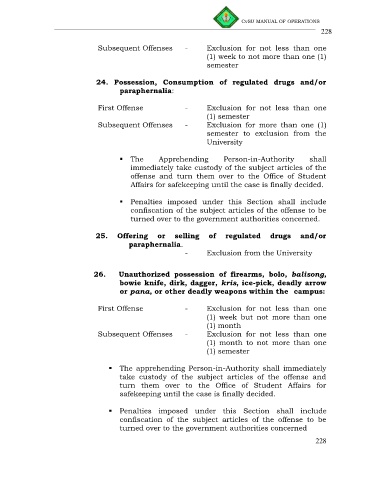 CCSU MANUAL OF OPERATIONS
228
Subsequent Offenses - Exclusion for not less than one
(1) week to not more than one (1)
semester
24. Possession, Consumption of regulated drugs and/or
paraphernalia:
First Offense - Exclusion for not less than one
(1) semester
Subsequent Offenses - Exclusion for more than one (1)
semester to exclusion from the
University
▪ The Apprehending Person-in-Authority shall
immediately take custody of the subject articles of the
offense and turn them over to the Office of Student
Affairs for safekeeping until the case is finally decided.
▪ Penalties imposed under this Section shall include
confiscation of the subject articles of the offense to be
turned over to the government authorities concerned.
25. Offering or selling of regulated drugs and/or
paraphernalia.
- Exclusion from the University
26. Unauthorized possession of firearms, bolo, balisong,
bowie knife, dirk, dagger, kris, ice-pick, deadly arrow
or pana, or other deadly weapons within the campus:
First Offense - Exclusion for not less than one
(1) week but not more than one
(1) month
Subsequent Offenses - Exclusion for not less than one
(1) month to not more than one
(1) semester
▪ The apprehending Person-in-Authority shall immediately
take custody of the subject articles of the offense and
turn them over to the Office of Student Affairs for
safekeeping until the case is finally decided.
▪ Penalties imposed under this Section shall include
confiscation of the subject articles of the offense to be
turned over to the government authorities concerned
228